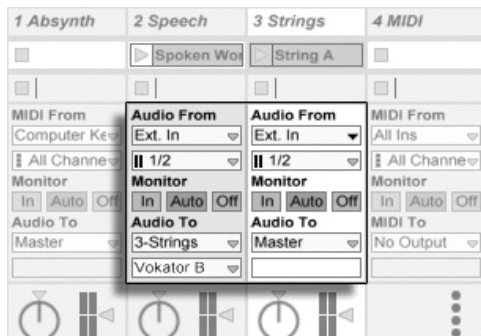 1 Absynth 2 Speech 3 Strings 4 MIDI
Spoken Wor String A
MIDI From Audio From Audio From MIDI From
Computer Ke Ext. In Ext. In All Ins
All Channe 1/2 1/2 All Channe
Monitor Monitor Monitor Monitor
In Auto Off In Auto Off In Auto Off In Auto Off
Audio To Audio To Audio To MIDI To
Master 3-Strings Master No Output
Vokator B